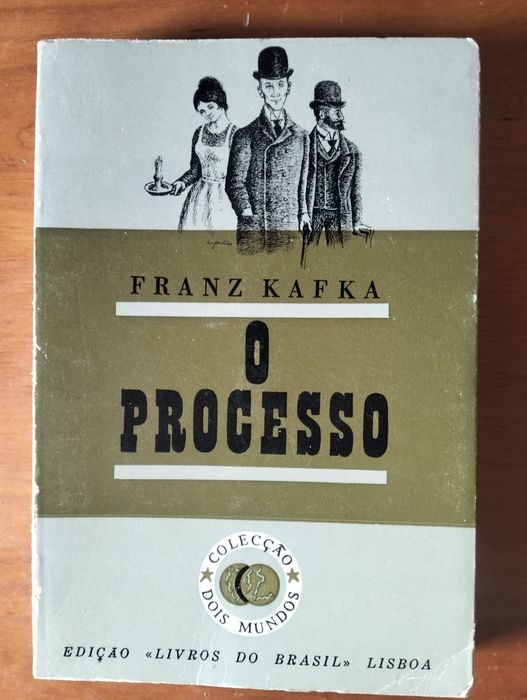 FRANZ KAFKA
O
PROCESSO
COLECÇÃO
DOIS MUNDOS
EDIÇÃO «LIVROS DO BRASIL» LISBOA